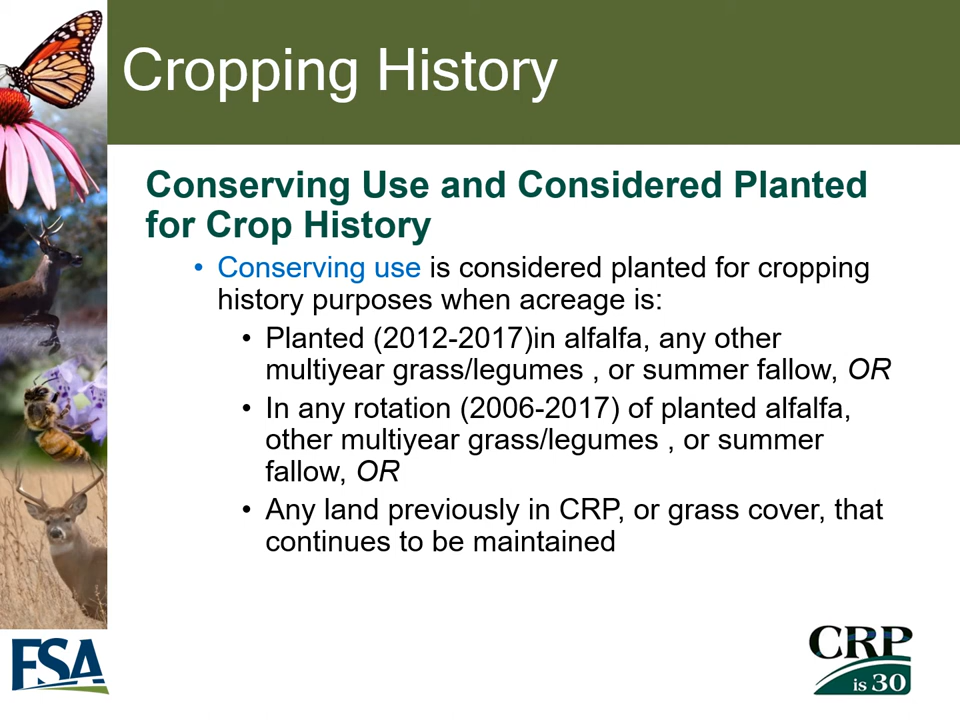 Cropping History
Conserving Use and Considered Planted
for Crop History
• Conserving use is considered planted for cropping
history purposes when acreage is:
• Planted (2012-2017)in alfalfa, any other
multiyear grass/legumes , or summer fallow, OR
• In any rotation (2006-2017) of planted alfalfa,
other multiyear grass/legumes , or summer
fallow, OR
• Any land previously in CRP, or grass cover, that
continues to be maintained
FSA
CRP
is 30